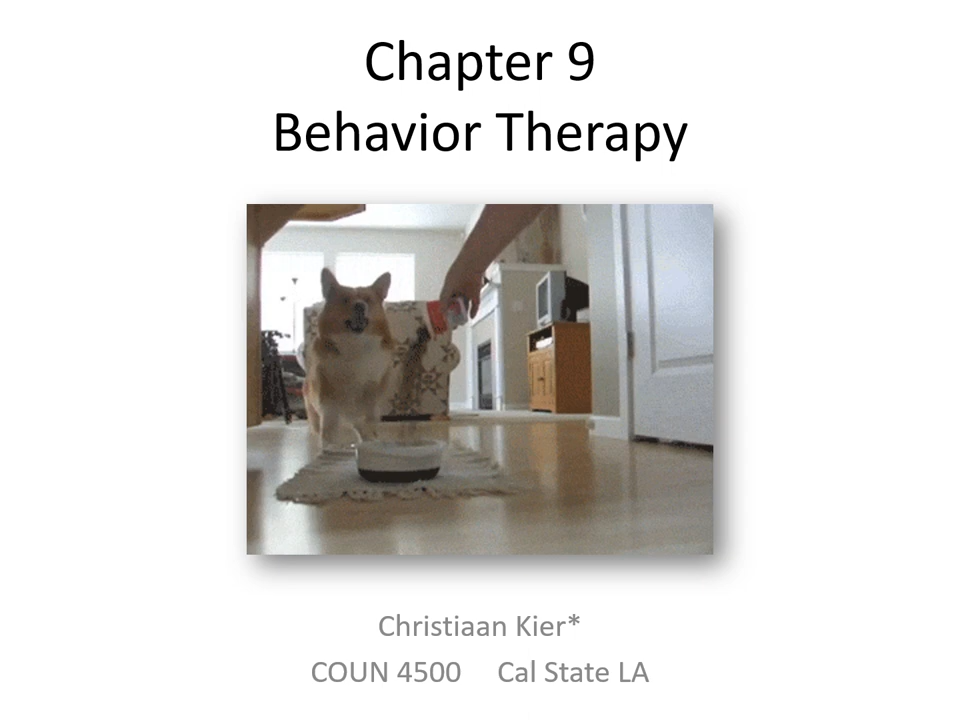 Chapter 9
Behavior Therapy
Christiaan Kier*
COUN 4500 Cal State LA